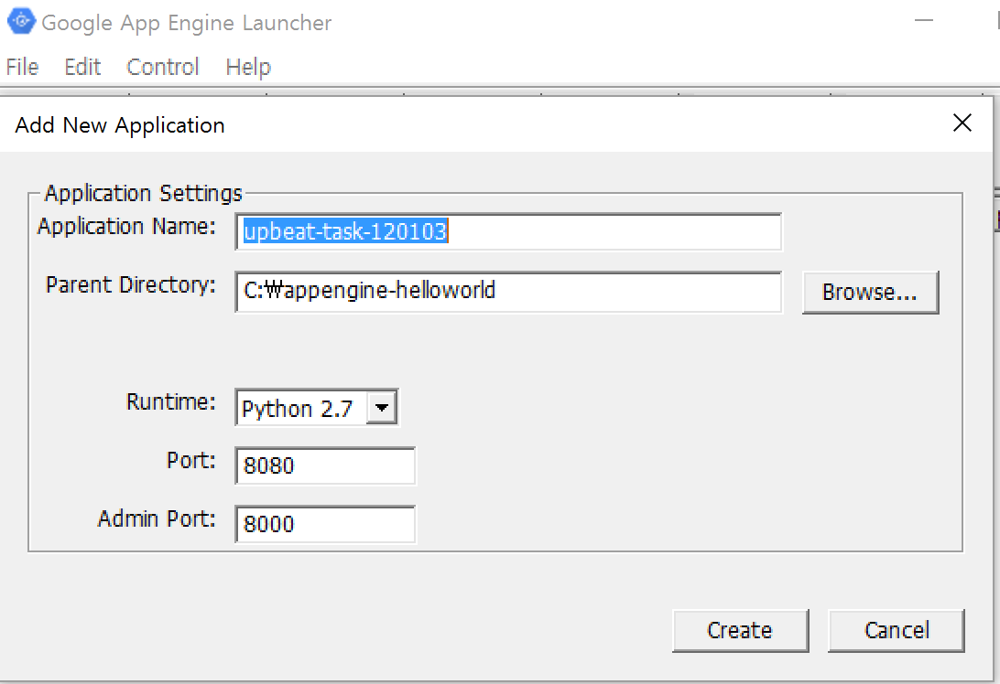 Google App Engine Launcher
File Edit Control Help
Add New Application
Application Settings
Application Name: upbeat-task-120103
Parent Directory: C:₩appengine-helloworld Browse...
Runtime: Python 2.7
Port: 8080
Admin Port: 8000
Create Cancel